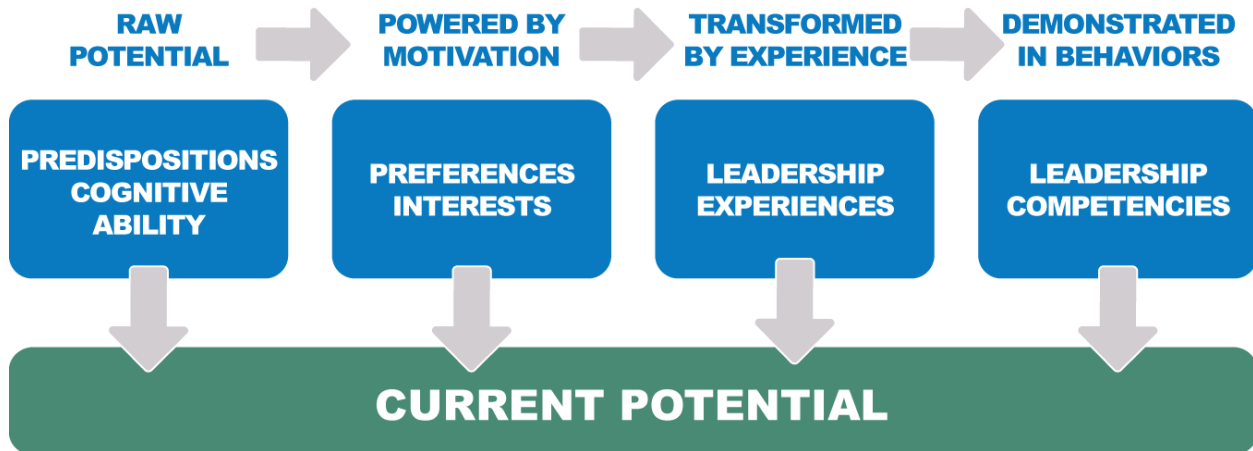 RAW
POTENTIAL
POWERED BY
MOTIVATION
TRANSFORMED
BY EXPERIENCE
DEMONSTRATED
IN BEHAVIORS
PREDISPOSITIONS
COGNITIVE
ABILITY
PREFERENCES
INTERESTS
LEADERSHIP
EXPERIENCES
LEADERSHIP
COMPETENCIES
CURRENT POTENTIAL